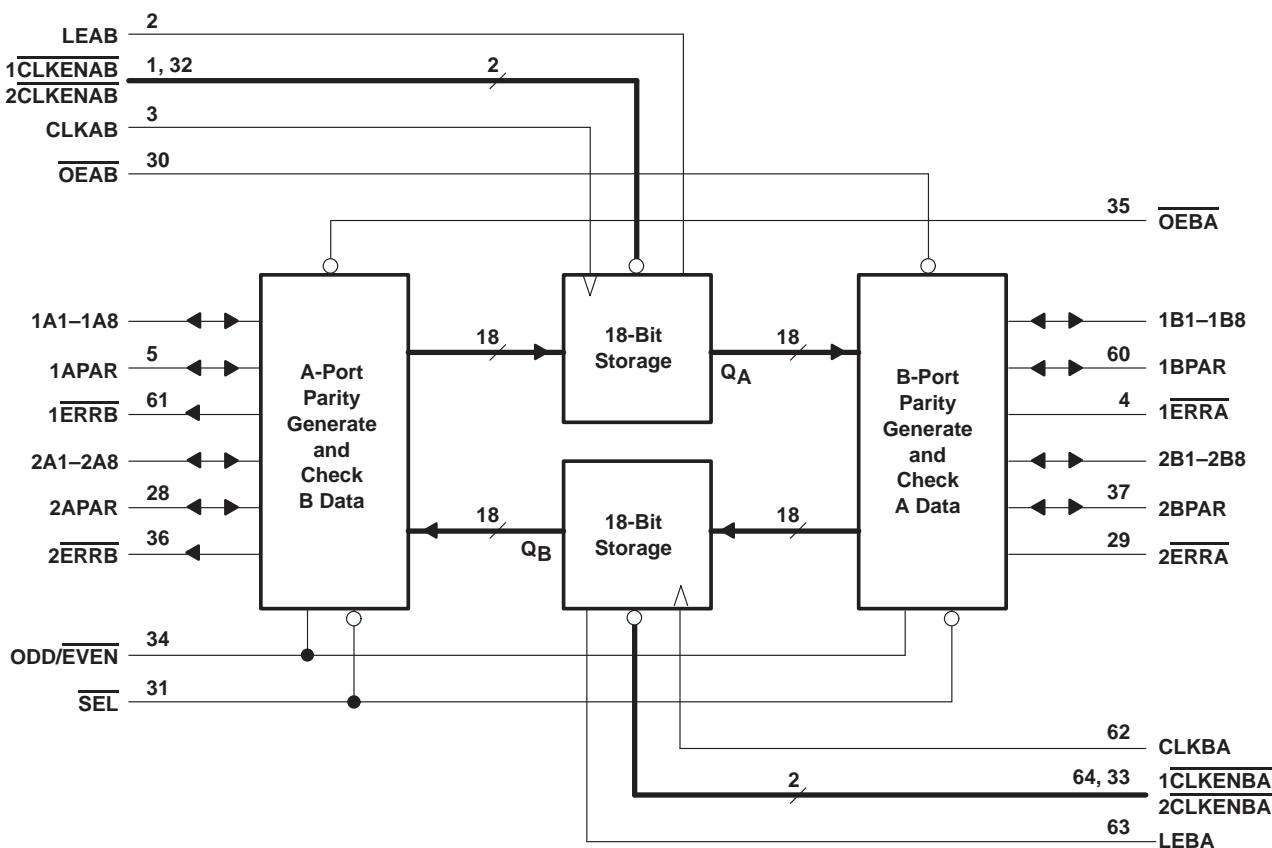 LEAB 2
1CLKENAB 1, 32 2
2CLKENAB
CLKAB 3
OEAB 30
35 OEBA
1A1–1A8
1APAR 5
1ERRB 61
2A1–2A8
2APAR 28
2ERRB 36
A-Port
Parity
Generate
and
Check
B Data
18
18-Bit
Storage
QA
18
18
QB
18-Bit
Storage
18
B-Port
Parity
Generate
and
Check
A Data
1B1–1B8
60 1BPAR
4 1ERRA
2B1–2B8
37 2BPAR
29 2ERRA
ODD/EVEN 34
SEL 31
62 CLKBA
2 64, 33 1CLKENBA
2CLKENBA
63 LEBA